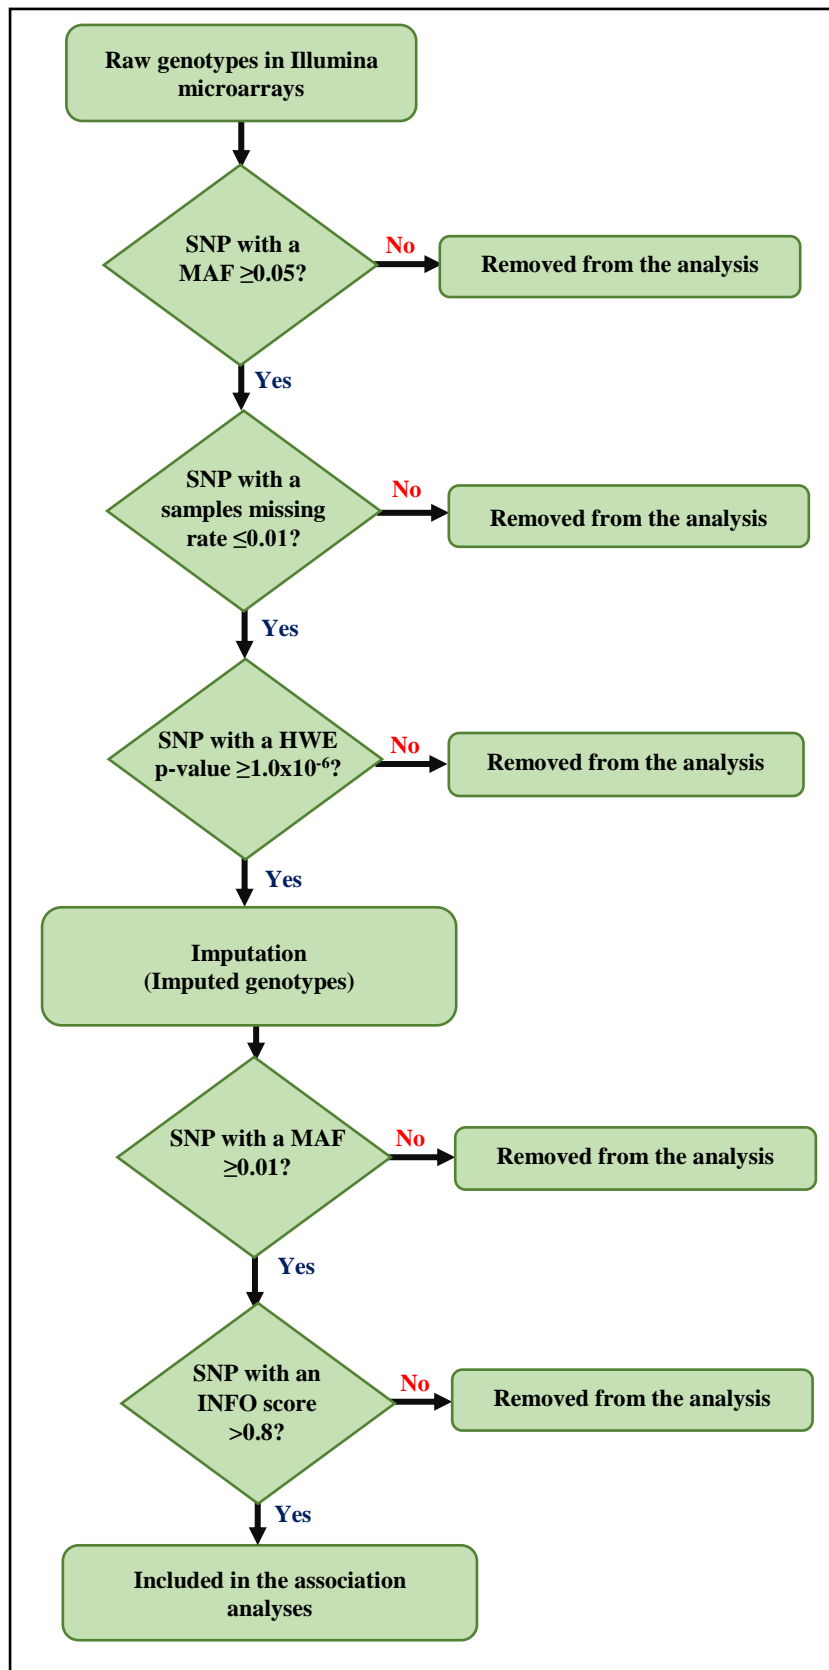 Raw genotypes in Illumina
microarrays
SNP with a
MAF ≥0.05?
No
Removed from the analysis
Yes
SNP with a
samples missing
rate ≤0.01?
No
Removed from the analysis
Yes
SNP with a HWE
p-value ≥1.0x10⁻⁶?
No
Removed from the analysis
Yes
Imputation
(Imputed genotypes)
SNP with a MAF
≥0.01?
No
Removed from the analysis
Yes
SNP with an
INFO score
>0.8?
No
Removed from the analysis
Yes
Included in the association
analyses